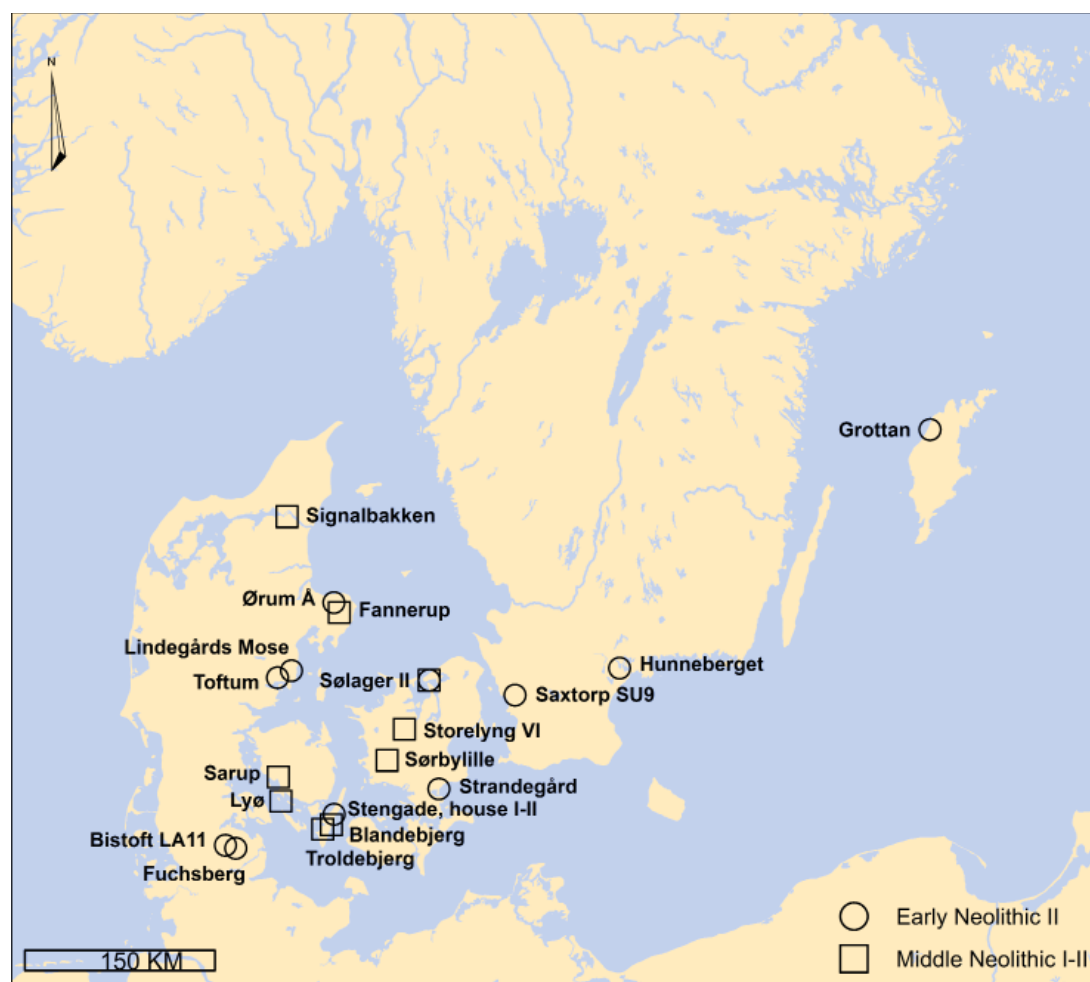 N
Grottan
Signalbakken
Ørum Å
Fannerup
Lindegårds Mose
Toftum
Sølager II
Hunneberget
Saxtorp SU9
Storelyng VI
Sørbylille
Sarup
Strandegård
Lyø
Stengade, house I-II
Blandebjerg
Bistoft LA11
Troldebjerg
Fuchsberg
Early Neolithic II
150 KM
Middle Neolithic I-II